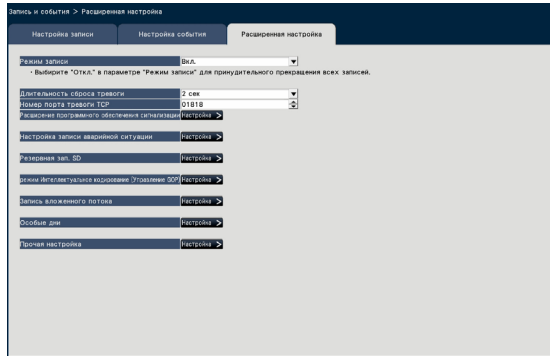 Запись и события > Расширенная настройка
Настройка записи Настройка события Расширенная настройка
Режим записи Вкл.
• Выбирите "Откл." в параметре "Режим записи" для принудительного прекращения всех записей.
Длительность сброса тревоги 2 сек
Номер порта тревоги TCP 01818
Расширение программного обеспечения сигнализации Настройка >
Настройка записи аварийной ситуации Настройка >
Резервная зап. SD Настройка >
режим Интеллектуальное кодирование (Управление GOP) Настройка >
Запись вложенного потока Настройка >
Особые дни Настройка >
Прочая настройка Настройка >